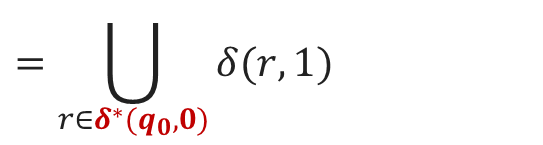 = ⋃ δ(r, 1)
r∈δ*(q₀,0)